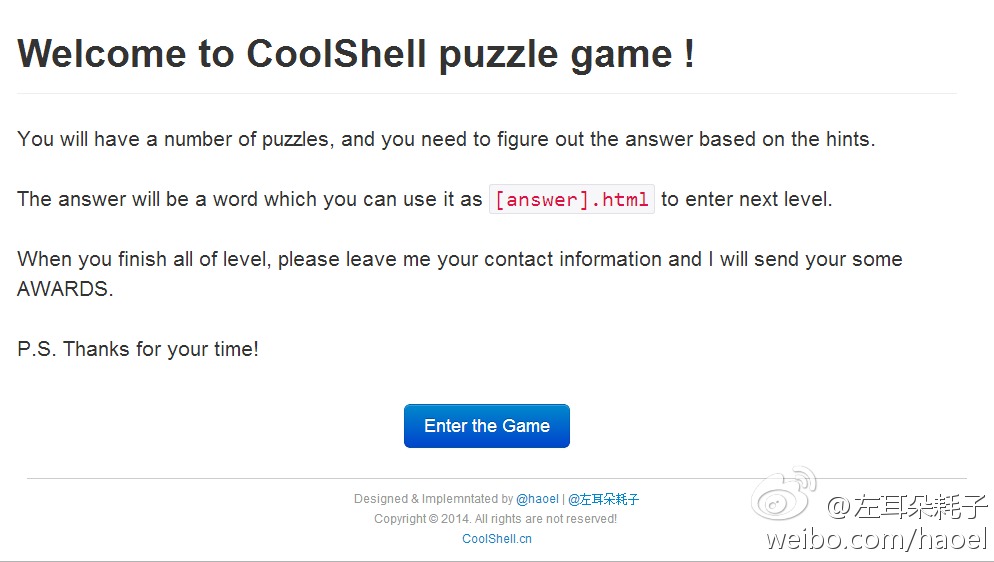 Welcome to CoolShell puzzle game !
You will have a number of puzzles, and you need to figure out the answer based on the hints.
The answer will be a word which you can use it as [answer].html to enter next level.
When you finish all of level, please leave me your contact information and I will send your some
AWARDS.
P.S. Thanks for your time!
Enter the Game
Designed & Implemntated by @haoel | @左耳朵耗子
Copyright © 2014. All rights are not reserved!
CoolShell.cn
@左耳朵耗子
weibo.com/haoel